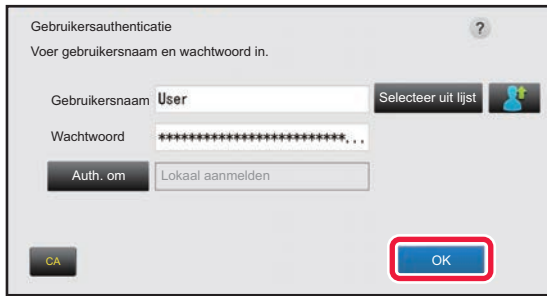 Gebruikersauthenticatie
?
Voer gebruikersnaam en wachtwoord in.
Gebruikersnaam User Selecteer uit lijst
Wachtwoord *************************...
Auth. om Lokaal aanmelden
CA OK